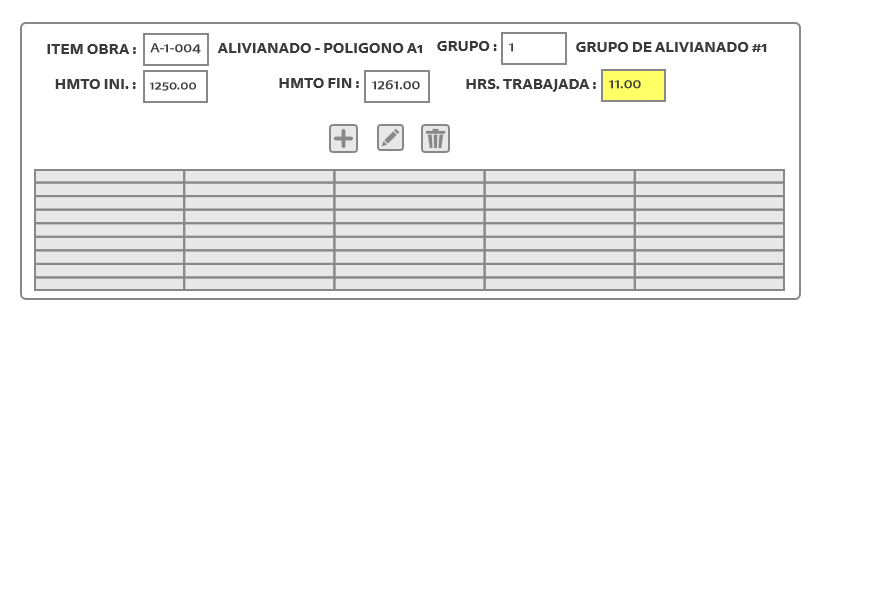 ITEM OBRA : A-1-004 ALIVIANADO - POLIGONO A1 GRUPO : 1 GRUPO DE ALIVIANADO #1
HMTO INI. : 1250.00 HMTO FIN : 1261.00 HRS. TRABAJADA : 11.00